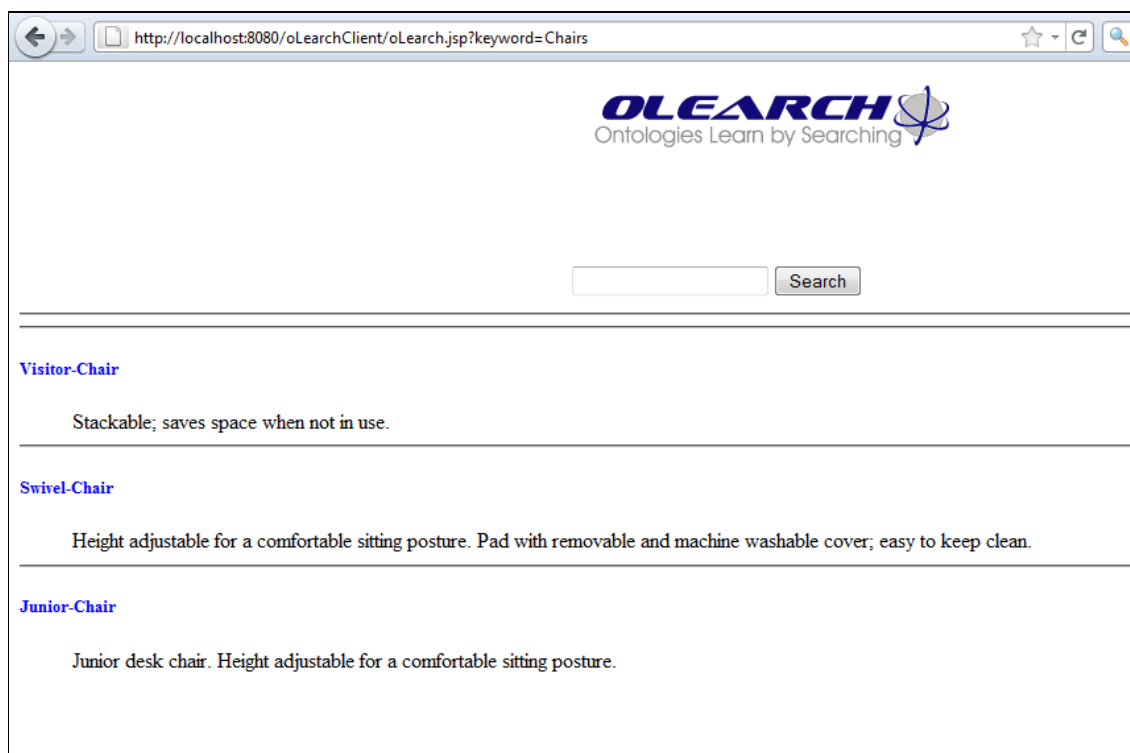 http://localhost:8080/oLearchClient/oLearch.jsp?keyword=Chairs
OLEARCH
Ontologies Learn by Searching
Search
Visitor-Chair
Stackable; saves space when not in use.
Swivel-Chair
Height adjustable for a comfortable sitting posture. Pad with removable and machine washable cover; easy to keep clean.
Junior-Chair
Junior desk chair. Height adjustable for a comfortable sitting posture.